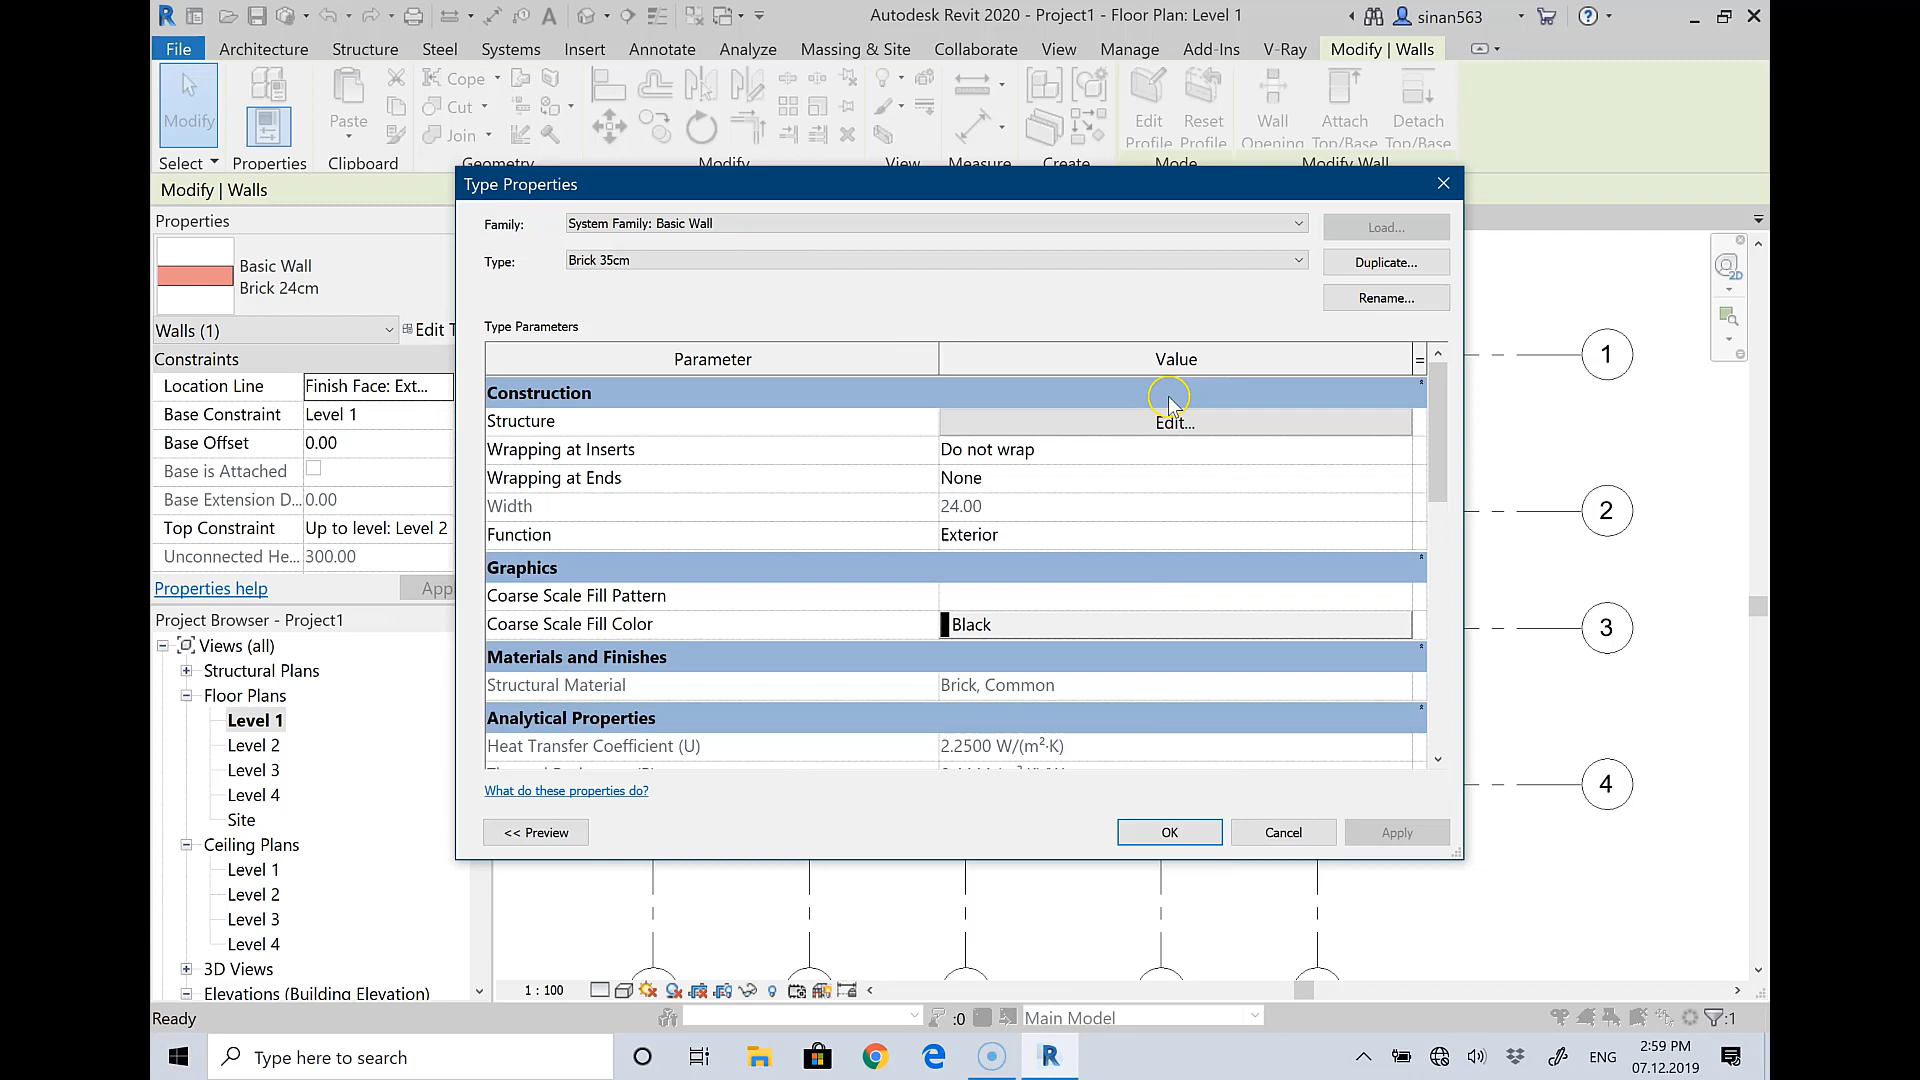 Autodesk Revit 2020 - Project1 - Floor Plan: Level 1
sinan563
File Architecture Structure Steel Systems Insert Annotate Analyze Massing & Site Collaborate View Manage Add-Ins V-Ray Modify | Walls
Modify
Paste
Cope
Cut
Join
Edit Profile
Reset Profile
Wall Opening
Attach Top/Base
Detach Top/Base
Select Properties Clipboard Geometry Modify View Measure Create Mode Modify Wall
Modify | Walls
Properties
Basic Wall
Brick 24cm
Walls (1) Edit T
Constraints
Location Line Finish Face: Ext...
Base Constraint Level 1
Base Offset 0.00
Base is Attached
Base Extension D... 0.00
Top Constraint Up to level: Level 2
Unconnected He... 300.00
Properties help App
Project Browser - Project1
Views (all)
Structural Plans
Floor Plans
Level 1
Level 2
Level 3
Level 4
Site
Ceiling Plans
Level 1
Level 2
Level 3
Level 4
3D Views
Elevations (Building Elevation)
Type Properties
Family: System Family: Basic Wall Load...
Type: Brick 35cm Duplicate...
Rename...
Type Parameters
Parameter Value =
Construction
Structure Edit...
Wrapping at Inserts Do not wrap
Wrapping at Ends None
Width 24.00
Function Exterior
Graphics
Coarse Scale Fill Pattern
Coarse Scale Fill Color Black
Materials and Finishes
Structural Material Brick, Common
Analytical Properties
Heat Transfer Coefficient (U) 2.2500 W/(m²·K)
What do these properties do?
<< Preview OK Cancel Apply
2D
1
2
3
4
1 : 100
Ready :0 Main Model :1
Type here to search
ENG
2:59 PM
07.12.2019